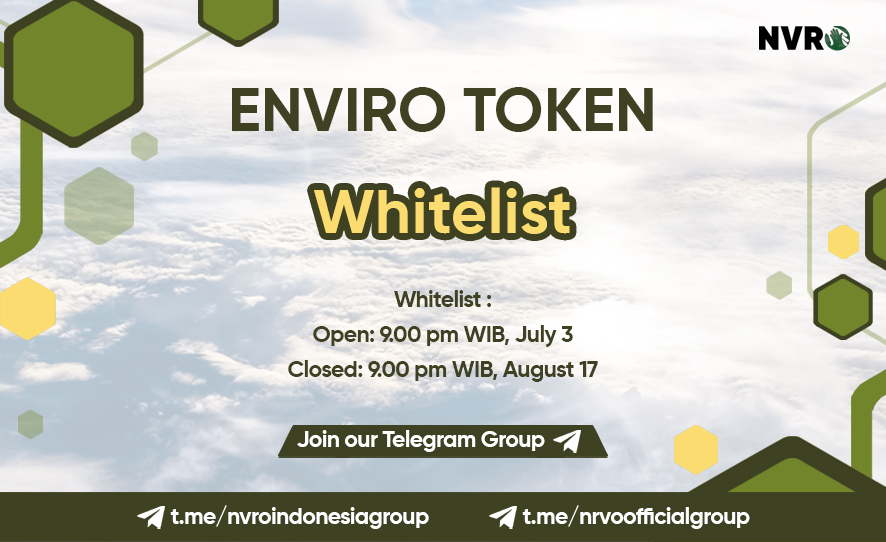 NVRO
ENVIRO TOKEN
Whitelist
Whitelist :
Open: 9.00 pm WIB, July 3
Closed: 9.00 pm WIB, August 17
Join our Telegram Group
t.me/nvroindonesiagroup
t.me/nrvoofficialgroup